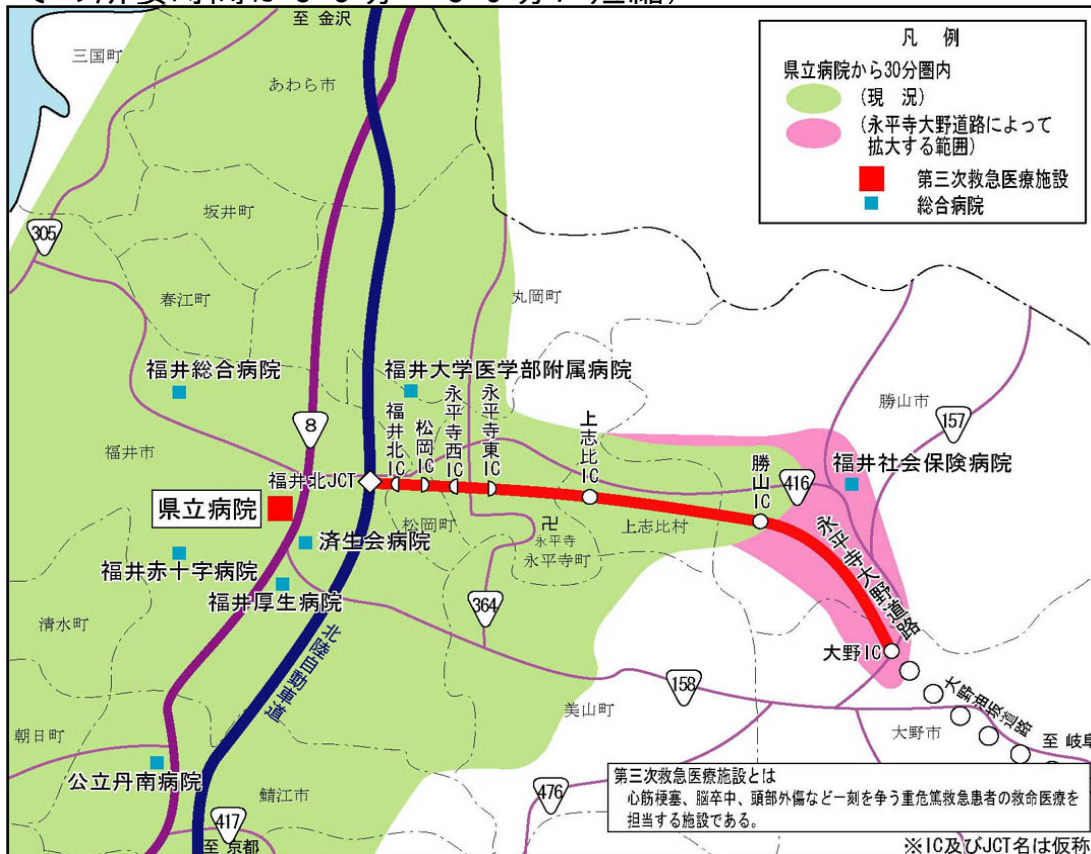 至 金沢
三国町
あわら市
凡 例
県立病院から30分圏内
(現 況)
(永平寺大野道路によって
拡大する範囲)
第三次救急医療施設
総合病院
坂井町
305
春江町
丸岡町
福井総合病院
福井大学医学部附属病院
勝山市
157
8
福井市
福井北JCT
福井北IC
松岡IC
永平寺西IC
永平寺東IC
上志比IC
勝山IC
416
福井社会保険病院
県立病院
松岡町
卍
永平寺
永平寺町
上志比村
済生会病院
福井赤十字病院
福井厚生病院
永平寺大野道路
清水町
364
北陸自動車道
大野IC
158
大野油坂道路
美山町
大野市
至 岐阜
朝日町
公立丹南病院
鯖江市
476
417
至 京都
第三次救急医療施設とは
心筋梗塞、脳卒中、頭部外傷など一刻を争う重危篤救急患者の救命医療を
担当する施設である。
※IC及びJCT名は仮称